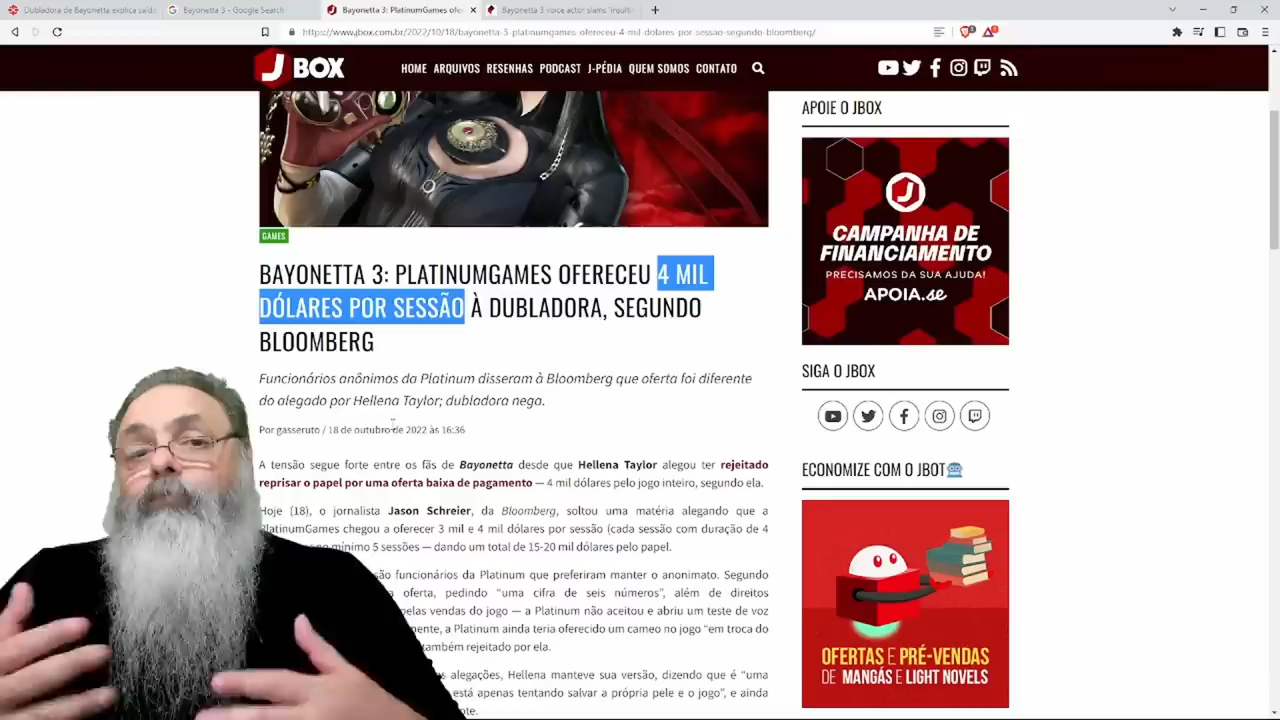 Dubladora de Bayonetta explica saída
Bayonetta 3 - Google Search
Bayonetta 3: PlatinumGames ofer
Bayonetta 3 voice actor slams 'insultin
https://www.jbox.com.br/2022/10/18/bayonetta-3-platinumgames-ofereceu-4-mil-dolares-por-sessao-segundo-bloomberg/
J BOX
HOME ARQUIVOS RESENHAS PODCAST J-PÉDIA QUEM SOMOS CONTATO
GAMES
BAYONETTA 3: PLATINUMGAMES OFERECEU 4 MIL
DÓLARES POR SESSÃO À DUBLADORA, SEGUNDO
BLOOMBERG
Funcionários anônimos da Platinum disseram à Bloomberg que oferta foi diferente
do alegado por Hellena Taylor; dubladora nega.
Por gasseruto / 18 de outubro de 2022 às 16:36
A tensão segue forte entre os fãs de Bayonetta desde que Hellena Taylor alegou ter rejeitado
reprisar o papel por uma oferta baixa de pagamento — 4 mil dólares pelo jogo inteiro, segundo ela.
Hoje (18), o jornalista Jason Schreier, da Bloomberg, soltou uma matéria alegando que a
PlatinumGames chegou a oferecer 3 mil e 4 mil dólares por sessão (cada sessão com duração de 4
no mínimo 5 sessões — dando um total de 15-20 mil dólares pelo papel.
são funcionários da Platinum que preferiram manter o anonimato. Segundo
oferta, pedindo "uma cifra de seis números", além de direitos
pelas vendas do jogo — a Platinum não aceitou e abriu um teste de voz
a Platinum ainda teria oferecido um cameo no jogo "em troca do
também rejeitado por ela.
alegações, Hellena manteve sua versão, dizendo que é "uma
está apenas tentando salvar a própria pele e o jogo", e ainda
APOIE O JBOX
J
CAMPANHA DE
FINANCIAMENTO
PRECISAMOS DA SUA AJUDA!
APOIA.se
SIGA O JBOX
ECONOMIZE COM O JBOT
OFERTAS E PRÉ-VENDAS
DE MANGÁS E LIGHT NOVELS